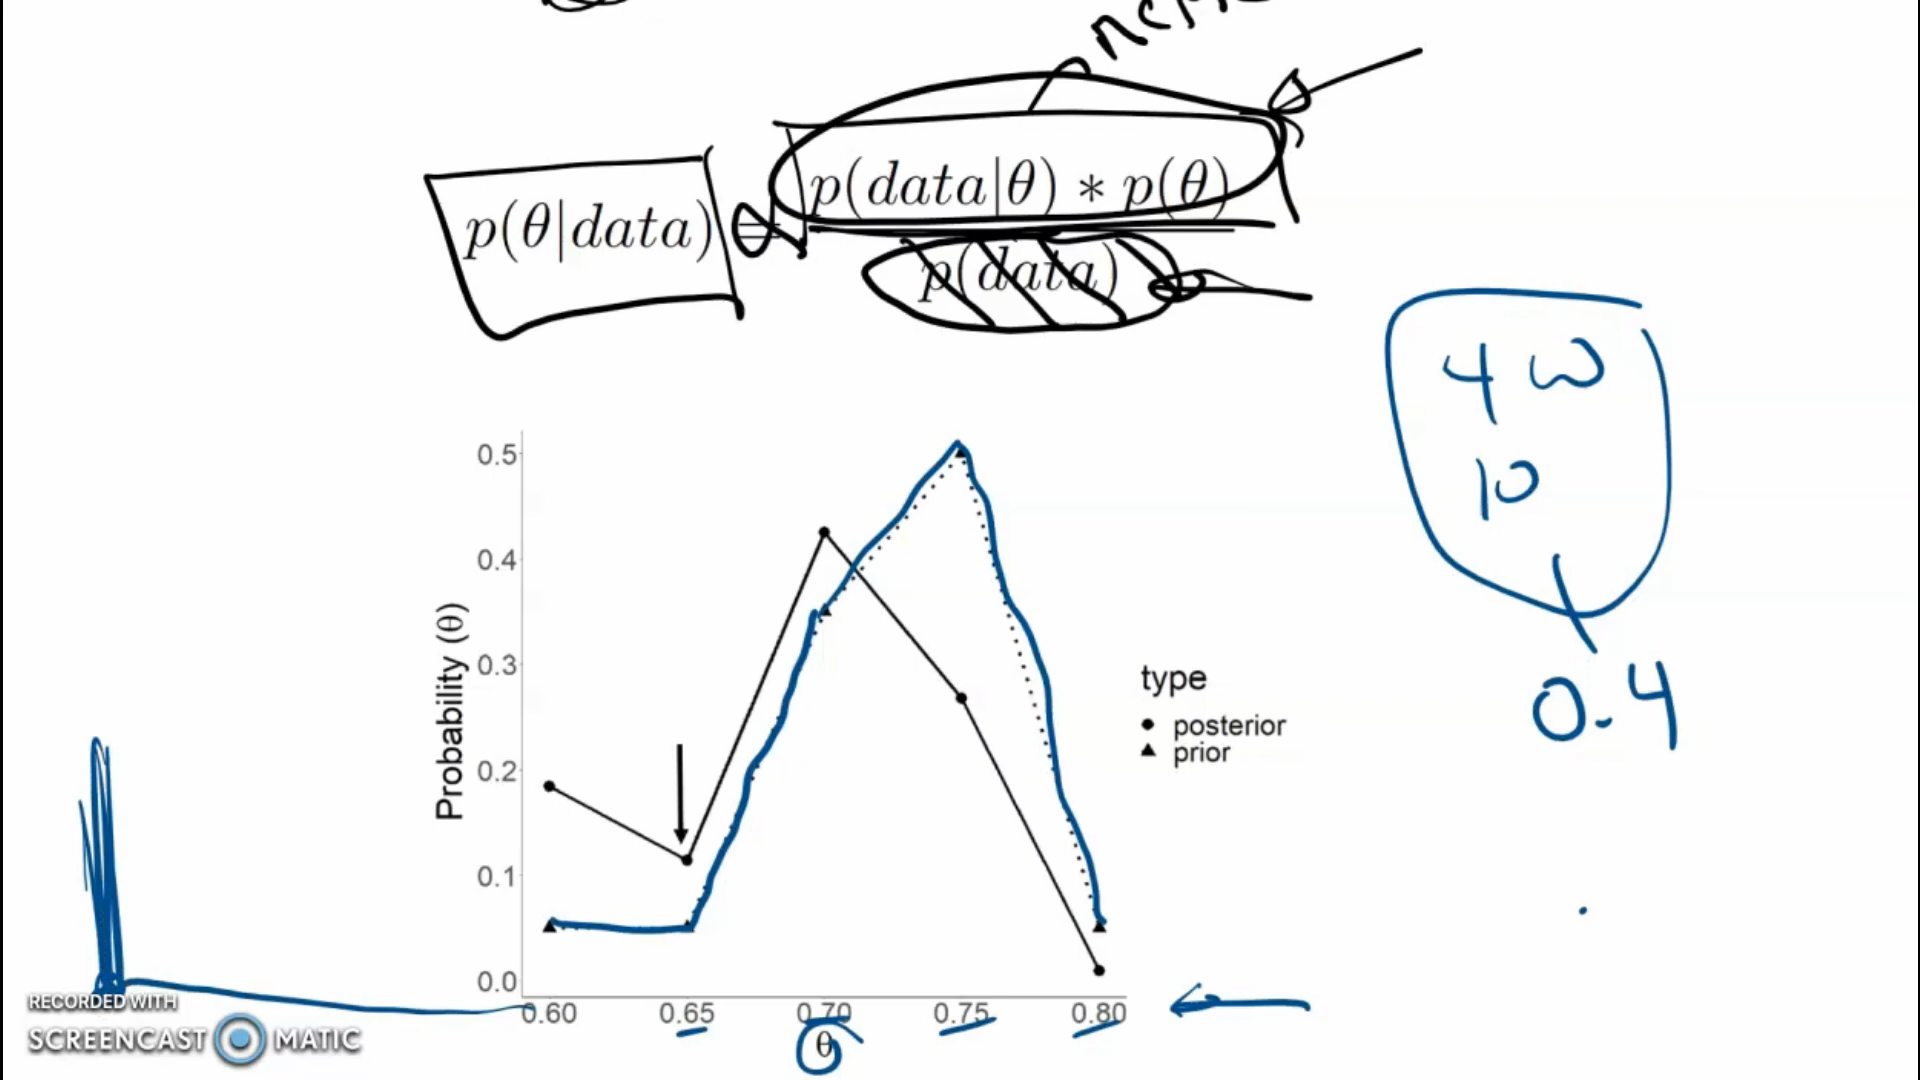 p(data|θ) ∗ p(θ)
p(θ|data) =
p(data)
4 W
10
0.4
0.5
0.4
0.3
0.2
0.1
0.0
Probability (θ)
type
posterior
prior
0.60 0.65 0.70 0.75 0.80
θ
RECORDED WITH
SCREENCAST MATIC